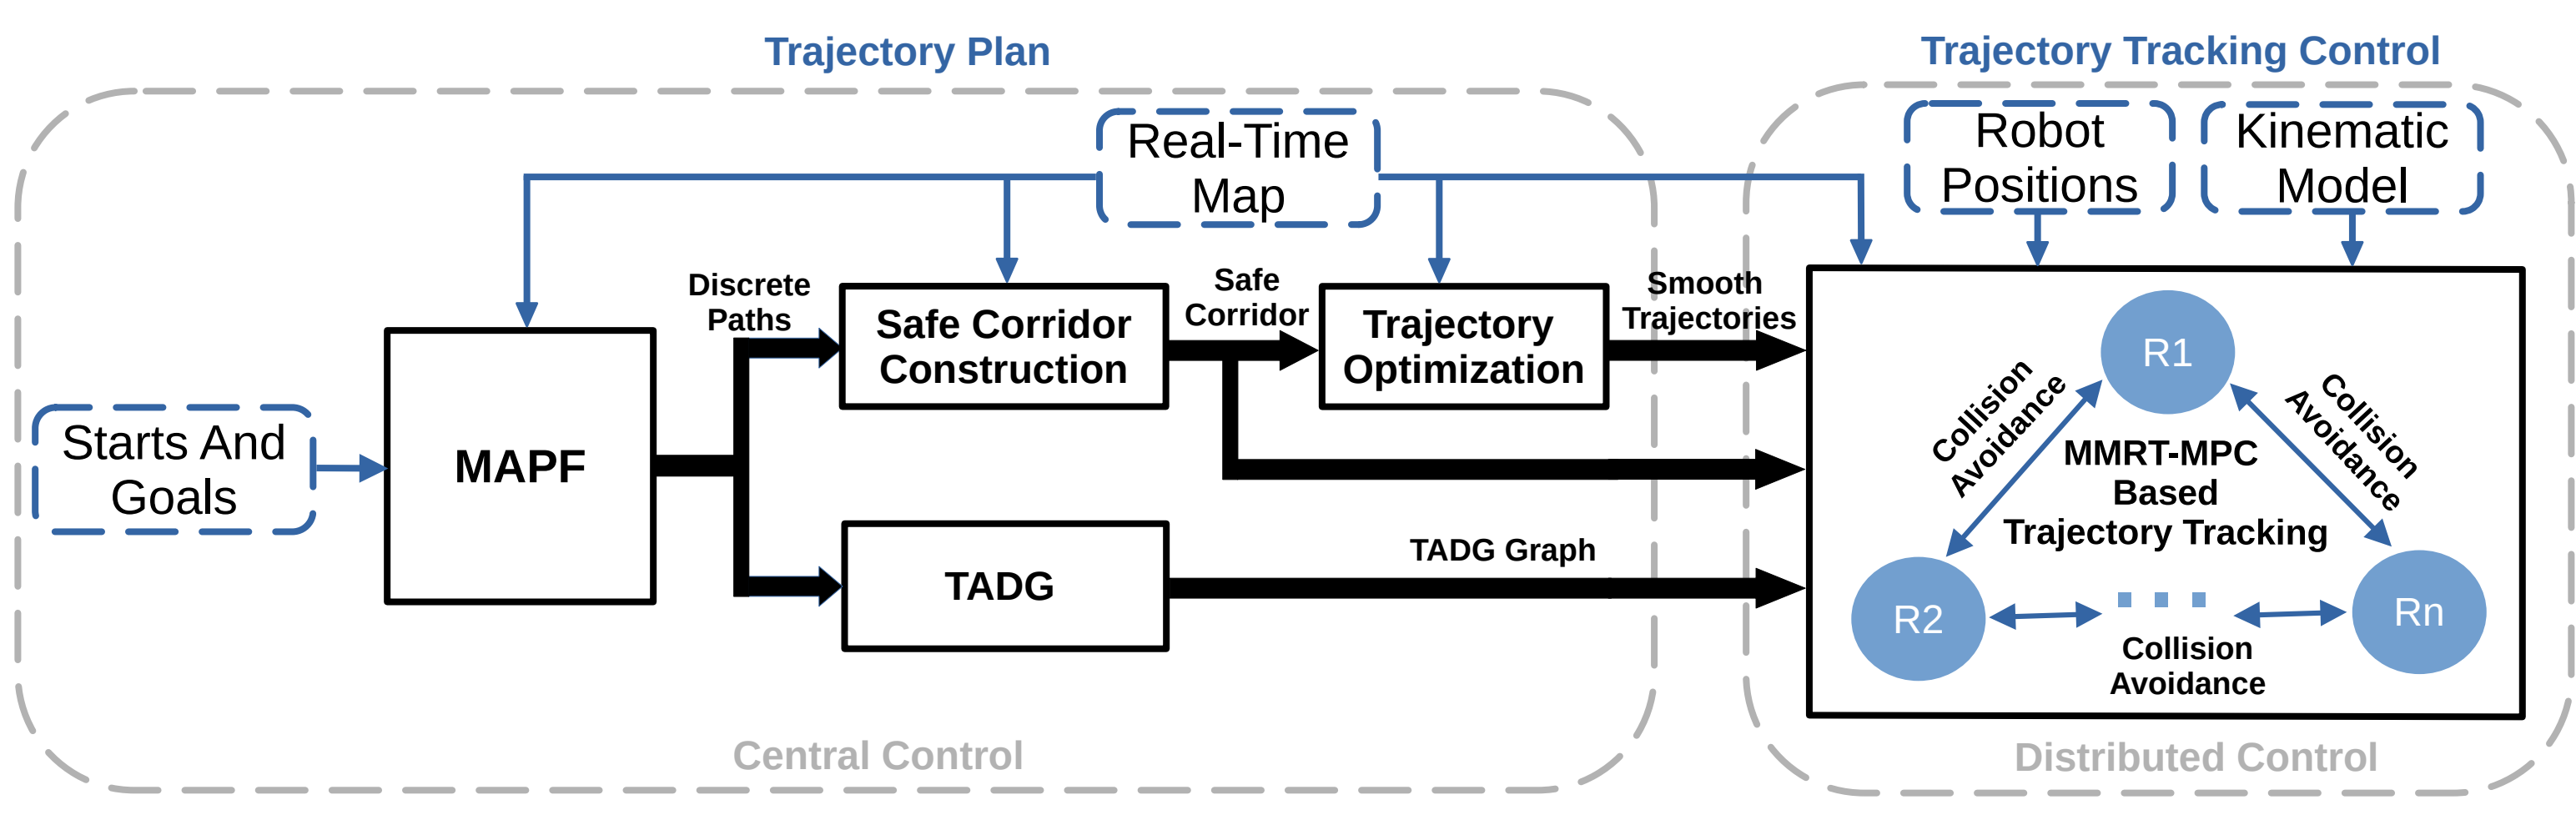 Trajectory Plan
Trajectory Tracking Control
Real-Time
Map
Robot
Positions
Kinematic
Model
Starts And
Goals
MAPF
Discrete
Paths
Safe Corridor
Construction
Safe
Corridor
Trajectory
Optimization
Smooth
Trajectories
TADG
TADG Graph
R1
Collision
Avoidance
Collision
Avoidance
MMRT-MPC
Based
Trajectory Tracking
R2
Rn
Collision
Avoidance
Central Control
Distributed Control